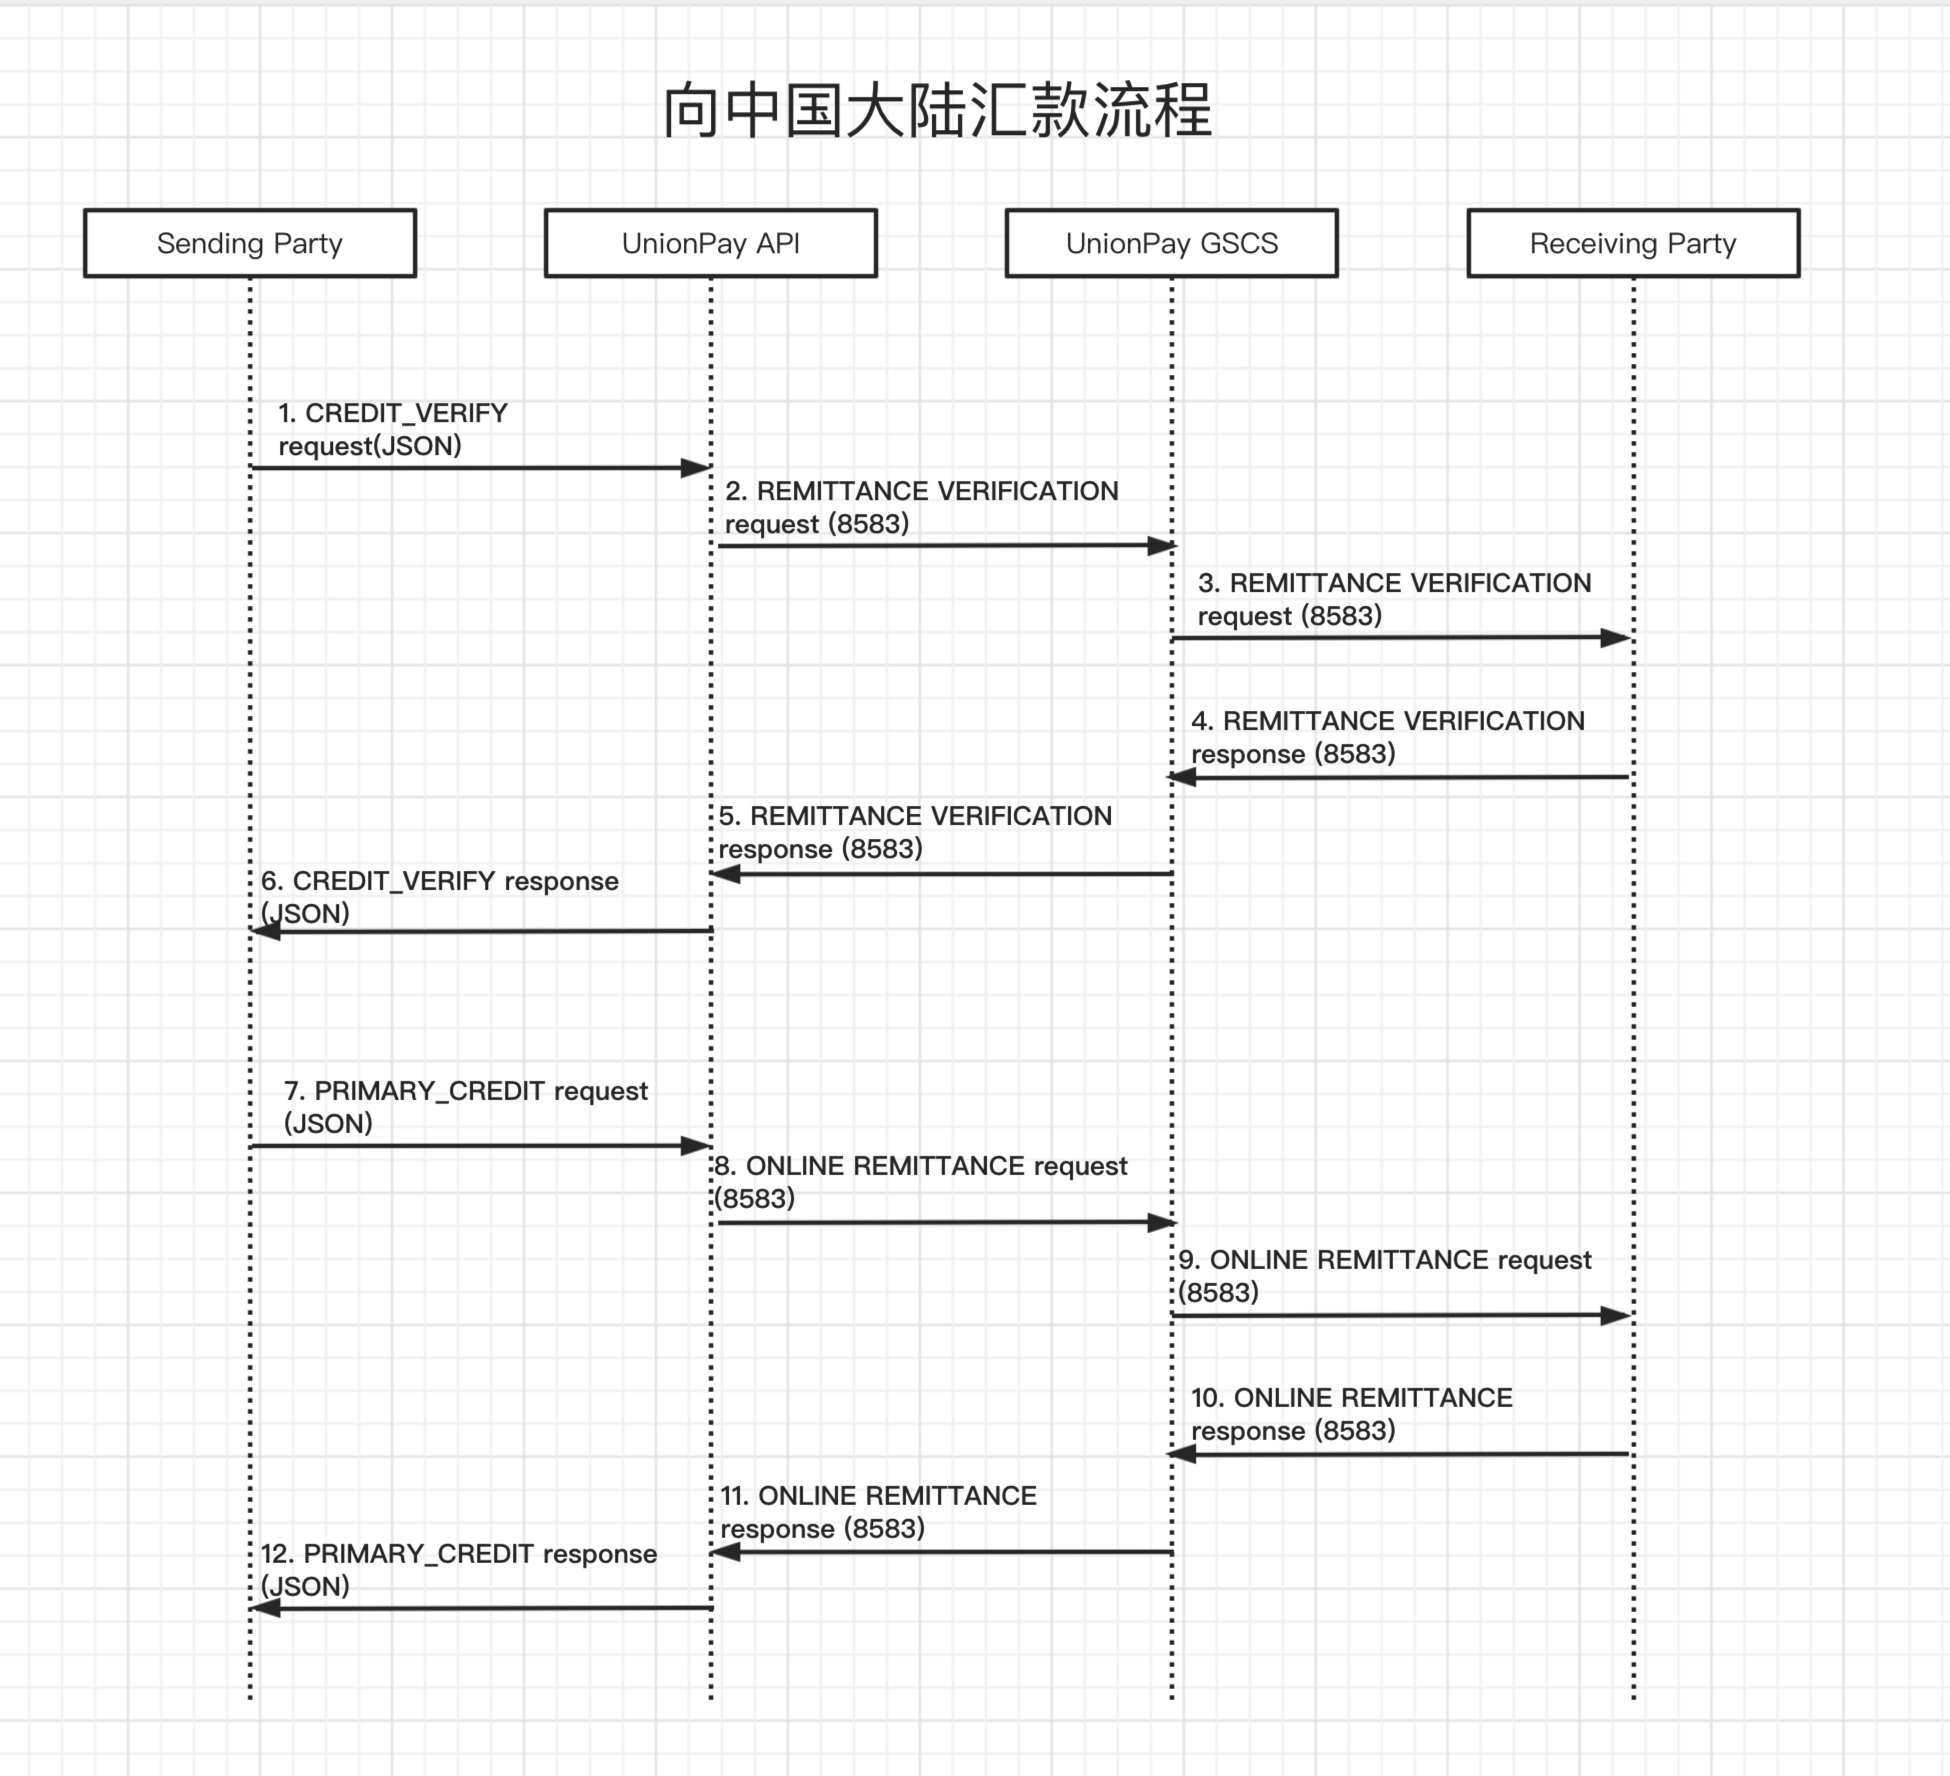 向中国大陆汇款流程
Sending Party
UnionPay API
UnionPay GSCS
Receiving Party
1. CREDIT_VERIFY
request(JSON)
2. REMITTANCE VERIFICATION
request (8583)
3. REMITTANCE VERIFICATION
request (8583)
4. REMITTANCE VERIFICATION
response (8583)
5. REMITTANCE VERIFICATION
response (8583)
6. CREDIT_VERIFY response
(JSON)
7. PRIMARY_CREDIT request
(JSON)
8. ONLINE REMITTANCE request
(8583)
9. ONLINE REMITTANCE request
(8583)
10. ONLINE REMITTANCE
response (8583)
11. ONLINE REMITTANCE
response (8583)
12. PRIMARY_CREDIT response
(JSON)